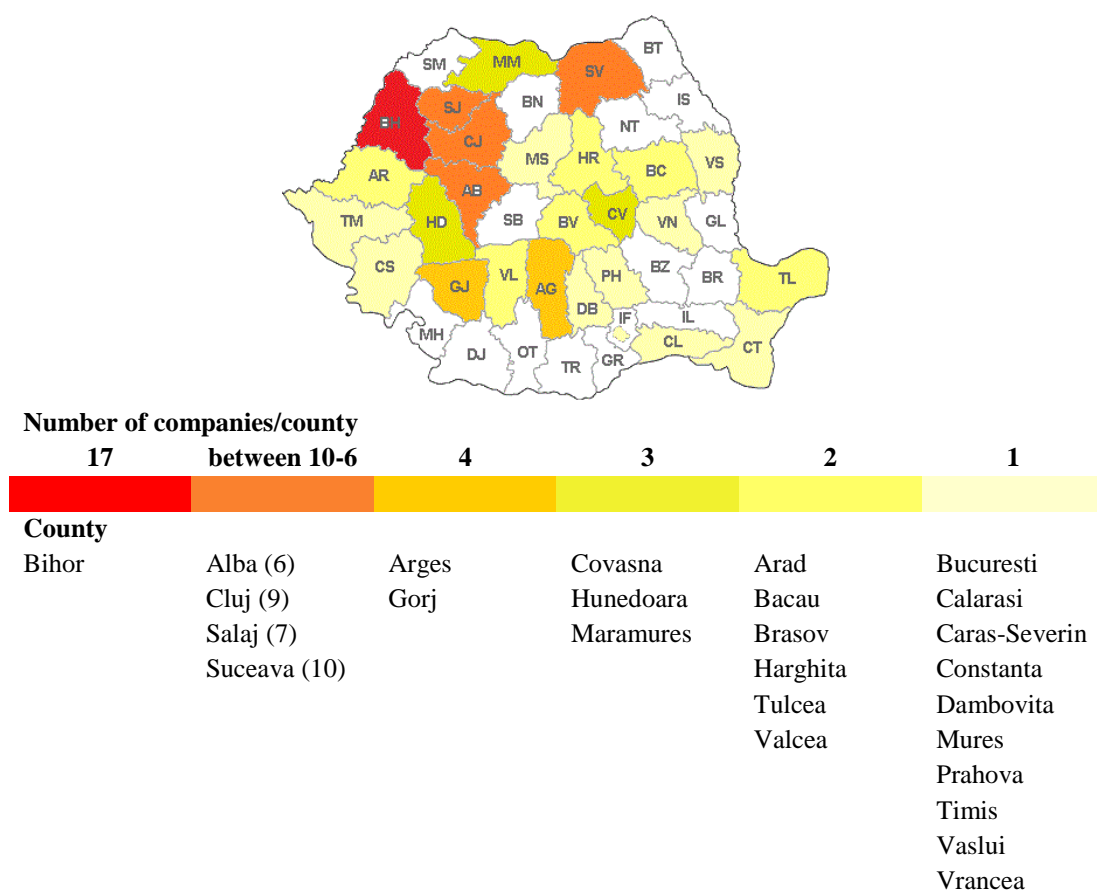 BT
SM
MM
SV
IS
BN
SJ
NT
BH
CJ
MS
HR
VS
BC
AR
AB
CV
SB
BV
VN
GL
TM
HD
CS
BZ
PH
BR
TL
VL
GJ
AG
DB
IF
IL
MH
CL
CT
DJ
OT
TR
GR
Number of companies/county
17 between 10-6 4 3 2 1
County
Bihor Alba (6) Arges Covasna Arad Bucuresti
Cluj (9) Gorj Hunedoara Bacau Calarasi
Salaj (7) Maramures Brasov Caras-Severin
Suceava (10) Harghita Constanta
Tulcea Dambovita
Valcea Mures
Prahova
Timis
Vaslui
Vrancea